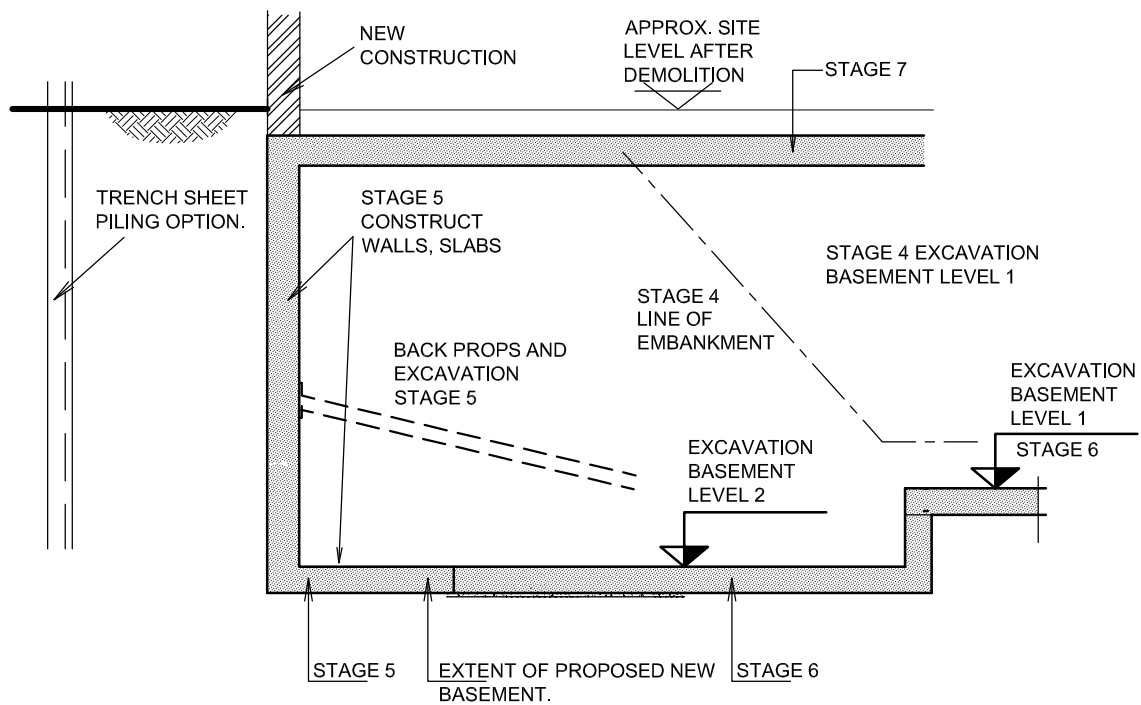 NEW
CONSTRUCTION
APPROX. SITE
LEVEL AFTER
DEMOLITION
STAGE 7
TRENCH SHEET
PILING OPTION.
STAGE 5
CONSTRUCT
WALLS, SLABS
STAGE 4 EXCAVATION
BASEMENT LEVEL 1
STAGE 4
LINE OF
EMBANKMENT
BACK PROPS AND
EXCAVATION
STAGE 5
EXCAVATION
BASEMENT
LEVEL 1
STAGE 6
EXCAVATION
BASEMENT
LEVEL 2
STAGE 5
EXTENT OF PROPOSED NEW
BASEMENT.
STAGE 6